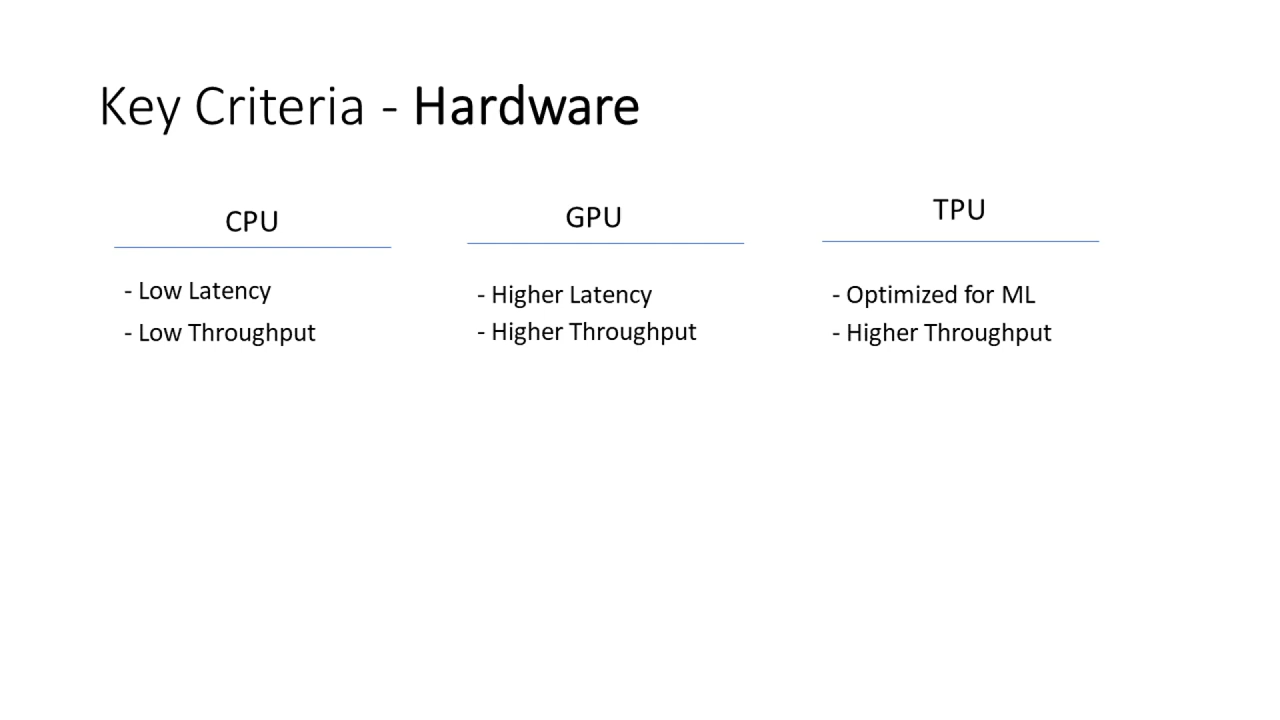 Key Criteria - Hardware
CPU
- Low Latency
- Low Throughput
GPU
- Higher Latency
- Higher Throughput
TPU
- Optimized for ML
- Higher Throughput